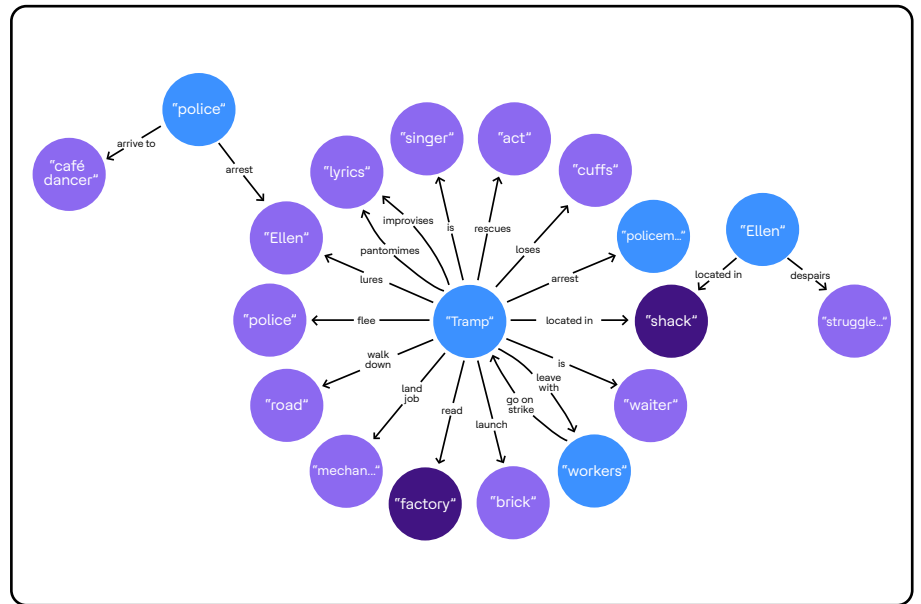 "police"
arrive to
"café
dancer"
arrest
"Ellen"
"lyrics"
"singer"
"act"
"cuffs"
"policem..."
"Ellen"
improvises
pantomimes
is
rescues
loses
arrest
located in
despairs
lures
"police"
flee
"Tramp"
located in
"shack"
"struggle..."
walk
down
"road"
land
job
"mechan..."
read
"factory"
launch
"brick"
go on
strike
leave
with
"workers"
is
"waiter"